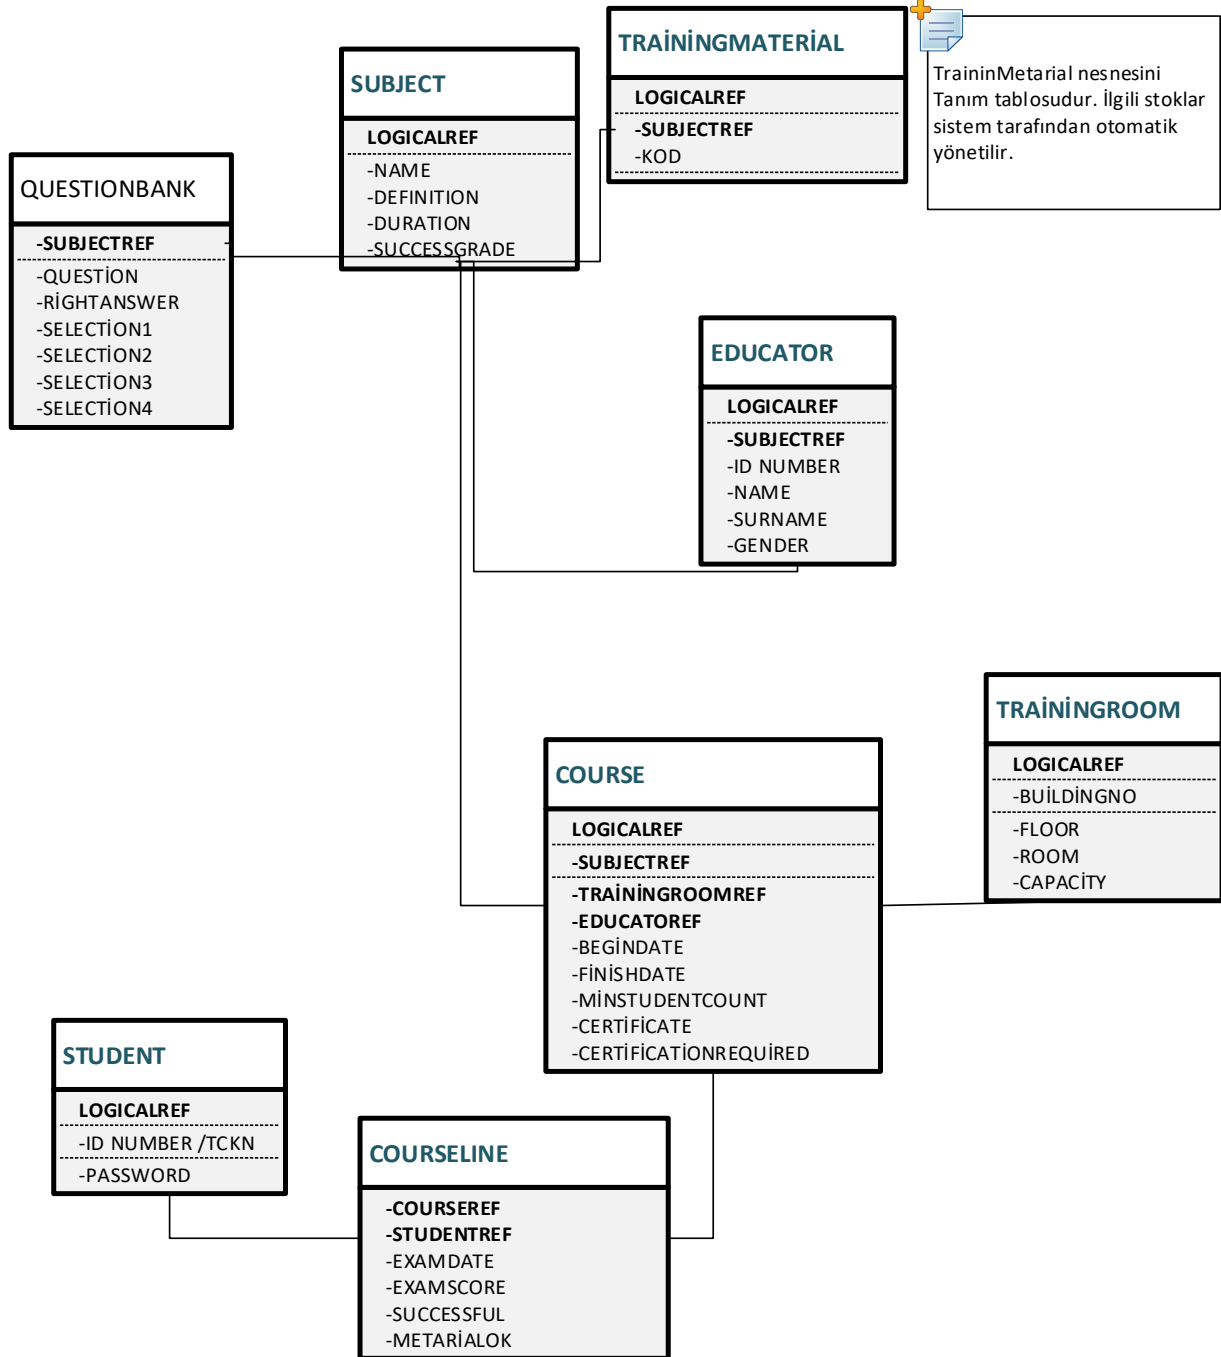 TRAİNİNGMATERİAL
LOGICALREF
-SUBJECTREF
-KOD
TraininMetarial nesnesini
Tanım tablosudur. İlgili stoklar
sistem tarafından otomatik
yönetilir.
SUBJECT
LOGICALREF
-NAME
-DEFINITION
-DURATION
-SUCCESSGRADE
QUESTIONBANK
-SUBJECTREF
-QUESTİON
-RİGHTANSWER
-SELECTİON1
-SELECTİON2
-SELECTİON3
-SELECTİON4
EDUCATOR
LOGICALREF
-SUBJECTREF
-ID NUMBER
-NAME
-SURNAME
-GENDER
TRAİNİNGROOM
LOGICALREF
-BUİLDİNGNO
-FLOOR
-ROOM
-CAPACİTY
COURSE
LOGICALREF
-SUBJECTREF
-TRAİNİNGROOMREF
-EDUCATOREF
-BEGİNDATE
-FİNİSHDATE
-MİNSTUDENTCOUNT
-CERTİFİCATE
-CERTİFİCATİONREQUİRED
STUDENT
LOGICALREF
-ID NUMBER /TCKN
-PASSWORD
COURSELINE
-COURSEREF
-STUDENTREF
-EXAMDATE
-EXAMSCORE
-SUCCESSFUL
-METARİALOK